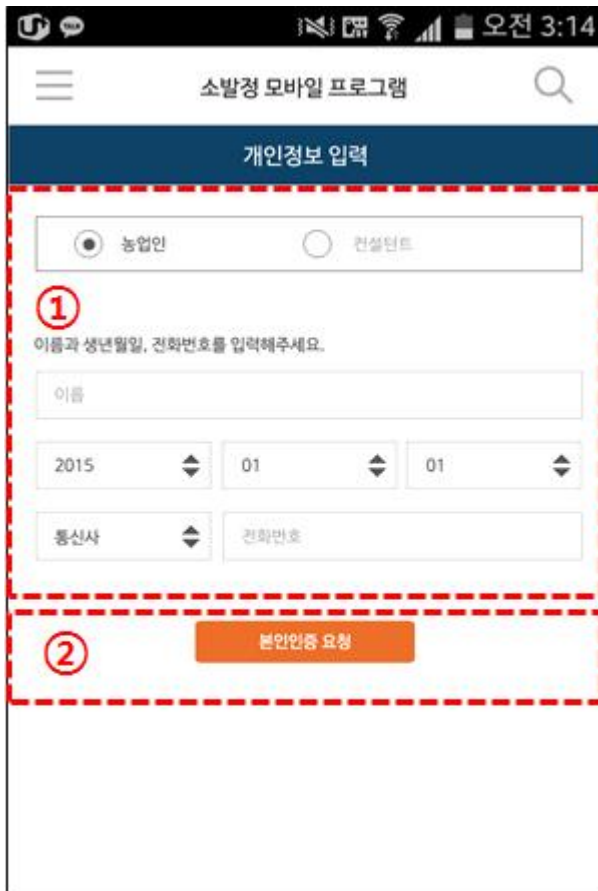 TALK 오전 3:14
소발정 모바일 프로그램
개인정보 입력
농업인 컨설턴트
①
이름과 생년월일, 전화번호를 입력해주세요.
이름
2015 01 01
통신사 전화번호
② 본인인증 요청